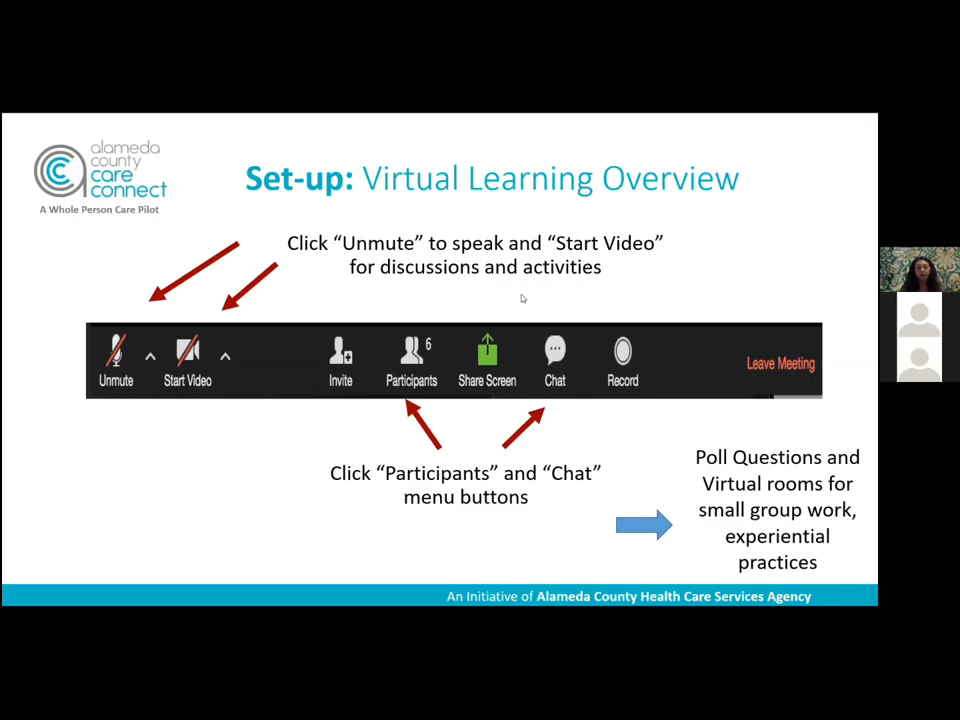 alameda
county
care
connect
A Whole Person Care Pilot
Set-up: Virtual Learning Overview
Click “Unmute” to speak and “Start Video”
for discussions and activities
6
Unmute
Start Video
Invite
Participants
Share Screen
Chat
Record
Leave Meeting
Click “Participants” and “Chat”
menu buttons
Poll Questions and
Virtual rooms for
small group work,
experiential
practices
An Initiative of Alameda County Health Care Services Agency